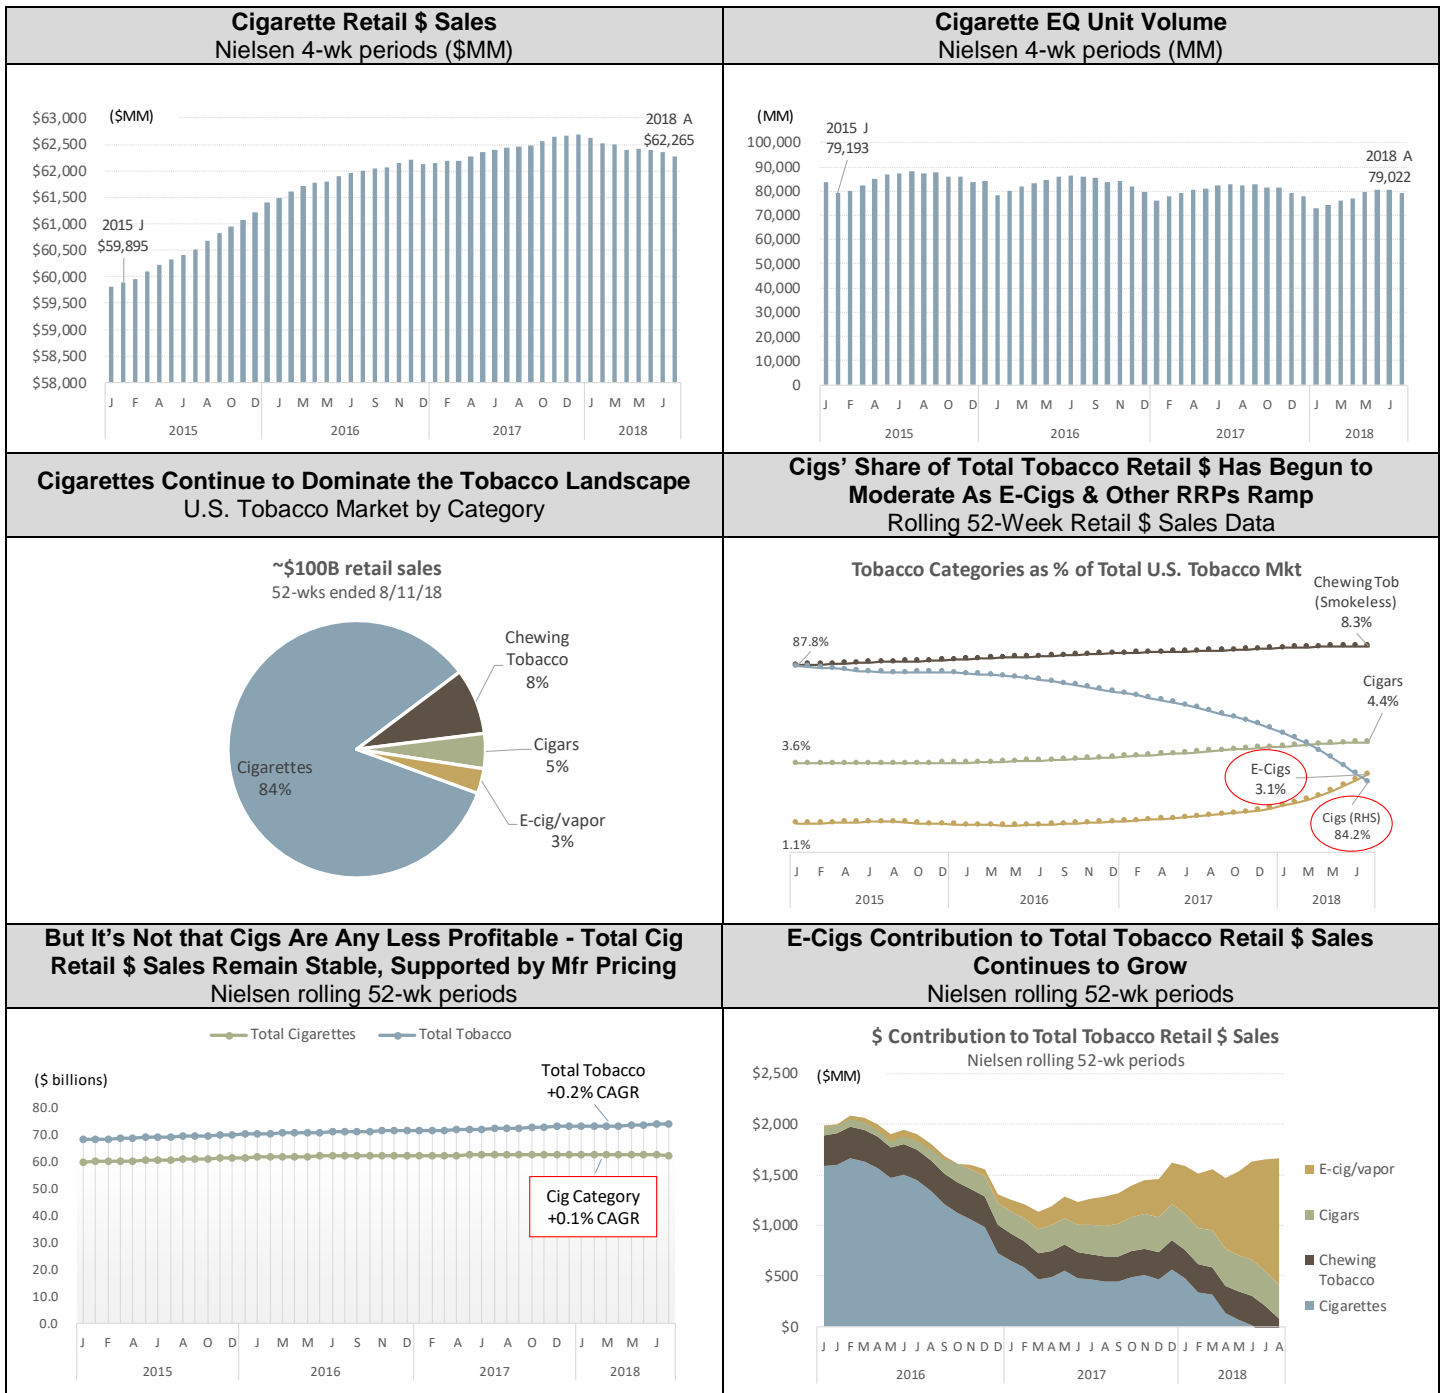 Cigarette Retail $ Sales
Nielsen 4-wk periods ($MM)
($MM)
$63,000
$62,500
$62,000
$61,500
$61,000
$60,500
$60,000
$59,500
$59,000
$58,500
$58,000
2015 J
$59,895
2018 A
$62,265
J F A J A O D J M M J S N D F A J A O D J M M J
2015 2016 2017 2018
Cigarette EQ Unit Volume
Nielsen 4-wk periods (MM)
(MM)
100,000
90,000
80,000
70,000
60,000
50,000
40,000
30,000
20,000
10,000
0
2015 J
79,193
2018 A
79,022
J F A J A O D J M M J S N D F A J A O D J M M J
2015 2016 2017 2018
Cigarettes Continue to Dominate the Tobacco Landscape
U.S. Tobacco Market by Category
~$100B retail sales
52-wks ended 8/11/18
Chewing
Tobacco
8%
Cigars
5%
E-cig/vapor
3%
Cigarettes
84%
Cigs' Share of Total Tobacco Retail $ Has Begun to
Moderate As E-Cigs & Other RRPs Ramp
Rolling 52-Week Retail $ Sales Data
Tobacco Categories as % of Total U.S. Tobacco Mkt
Chewing Tob
(Smokeless)
8.3%
87.8%
Cigars
4.4%
3.6%
E-Cigs
3.1%
Cigs (RHS)
84.2%
1.1%
J F A J A O D J M M J S N D F A J A O D J M M J
2015 2016 2017 2018
But It's Not that Cigs Are Any Less Profitable - Total Cig
Retail $ Sales Remain Stable, Supported by Mfr Pricing
Nielsen rolling 52-wk periods
Total Cigarettes Total Tobacco
($ billions)
80.0
70.0
60.0
50.0
40.0
30.0
20.0
10.0
0.0
Total Tobacco
+0.2% CAGR
Cig Category
+0.1% CAGR
J F A J A O D J M M J S N D F A J A O D J M M J
2015 2016 2017 2018
E-Cigs Contribution to Total Tobacco Retail $ Sales
Continues to Grow
Nielsen rolling 52-wk periods
$ Contribution to Total Tobacco Retail $ Sales
Nielsen rolling 52-wk periods
($MM)
$2,500
$2,000
$1,500
$1,000
$500
$0
E-cig/vapor
Cigars
Chewing
Tobacco
Cigarettes
J J F M A M J J A S O N D D J F M A M J J A S O N D J F M A M J J A
2016 2017 2018